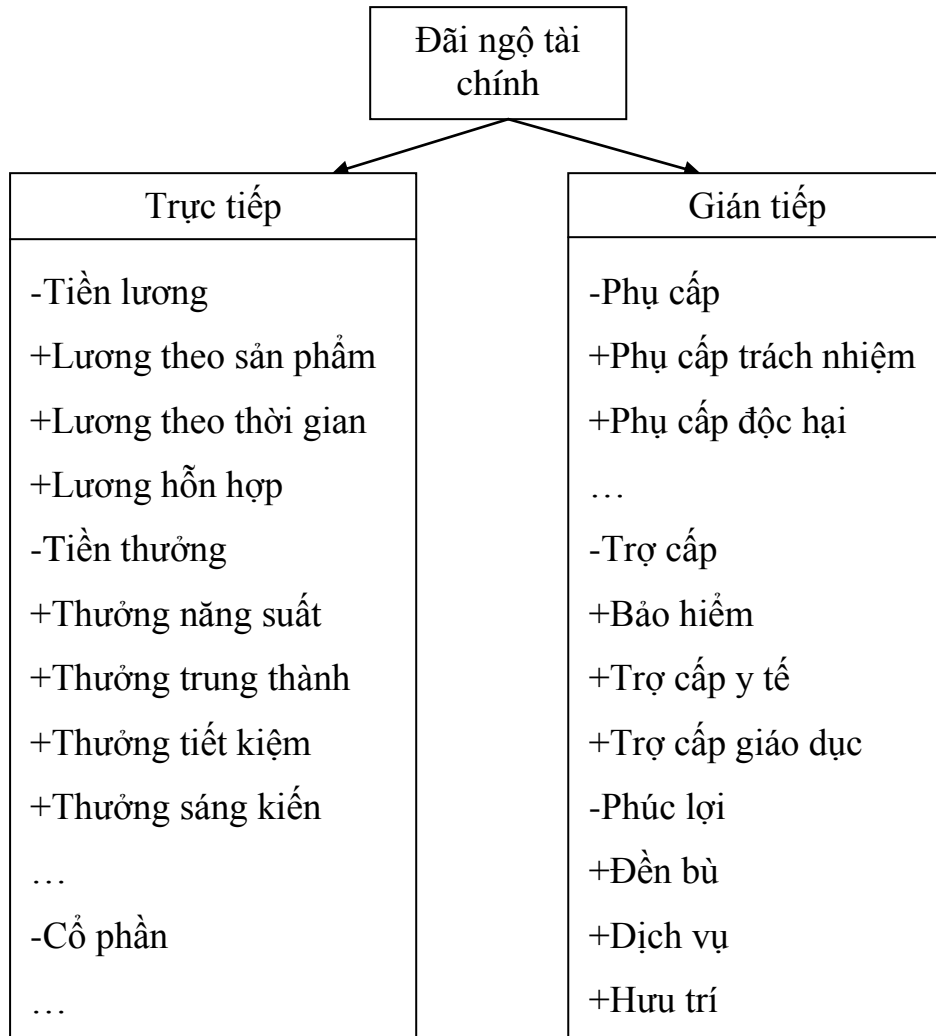 Đãi ngộ tài
chính
Trực tiếp
-Tiền lương
+Lương theo sản phẩm
+Lương theo thời gian
+Lương hỗn hợp
-Tiền thưởng
+Thưởng năng suất
+Thưởng trung thành
+Thưởng tiết kiệm
+Thưởng sáng kiến
…
-Cổ phần
…
Gián tiếp
-Phụ cấp
+Phụ cấp trách nhiệm
+Phụ cấp độc hại
…
-Trợ cấp
+Bảo hiểm
+Trợ cấp y tế
+Trợ cấp giáo dục
-Phúc lợi
+Đền bù
+Dịch vụ
+Hưu trí